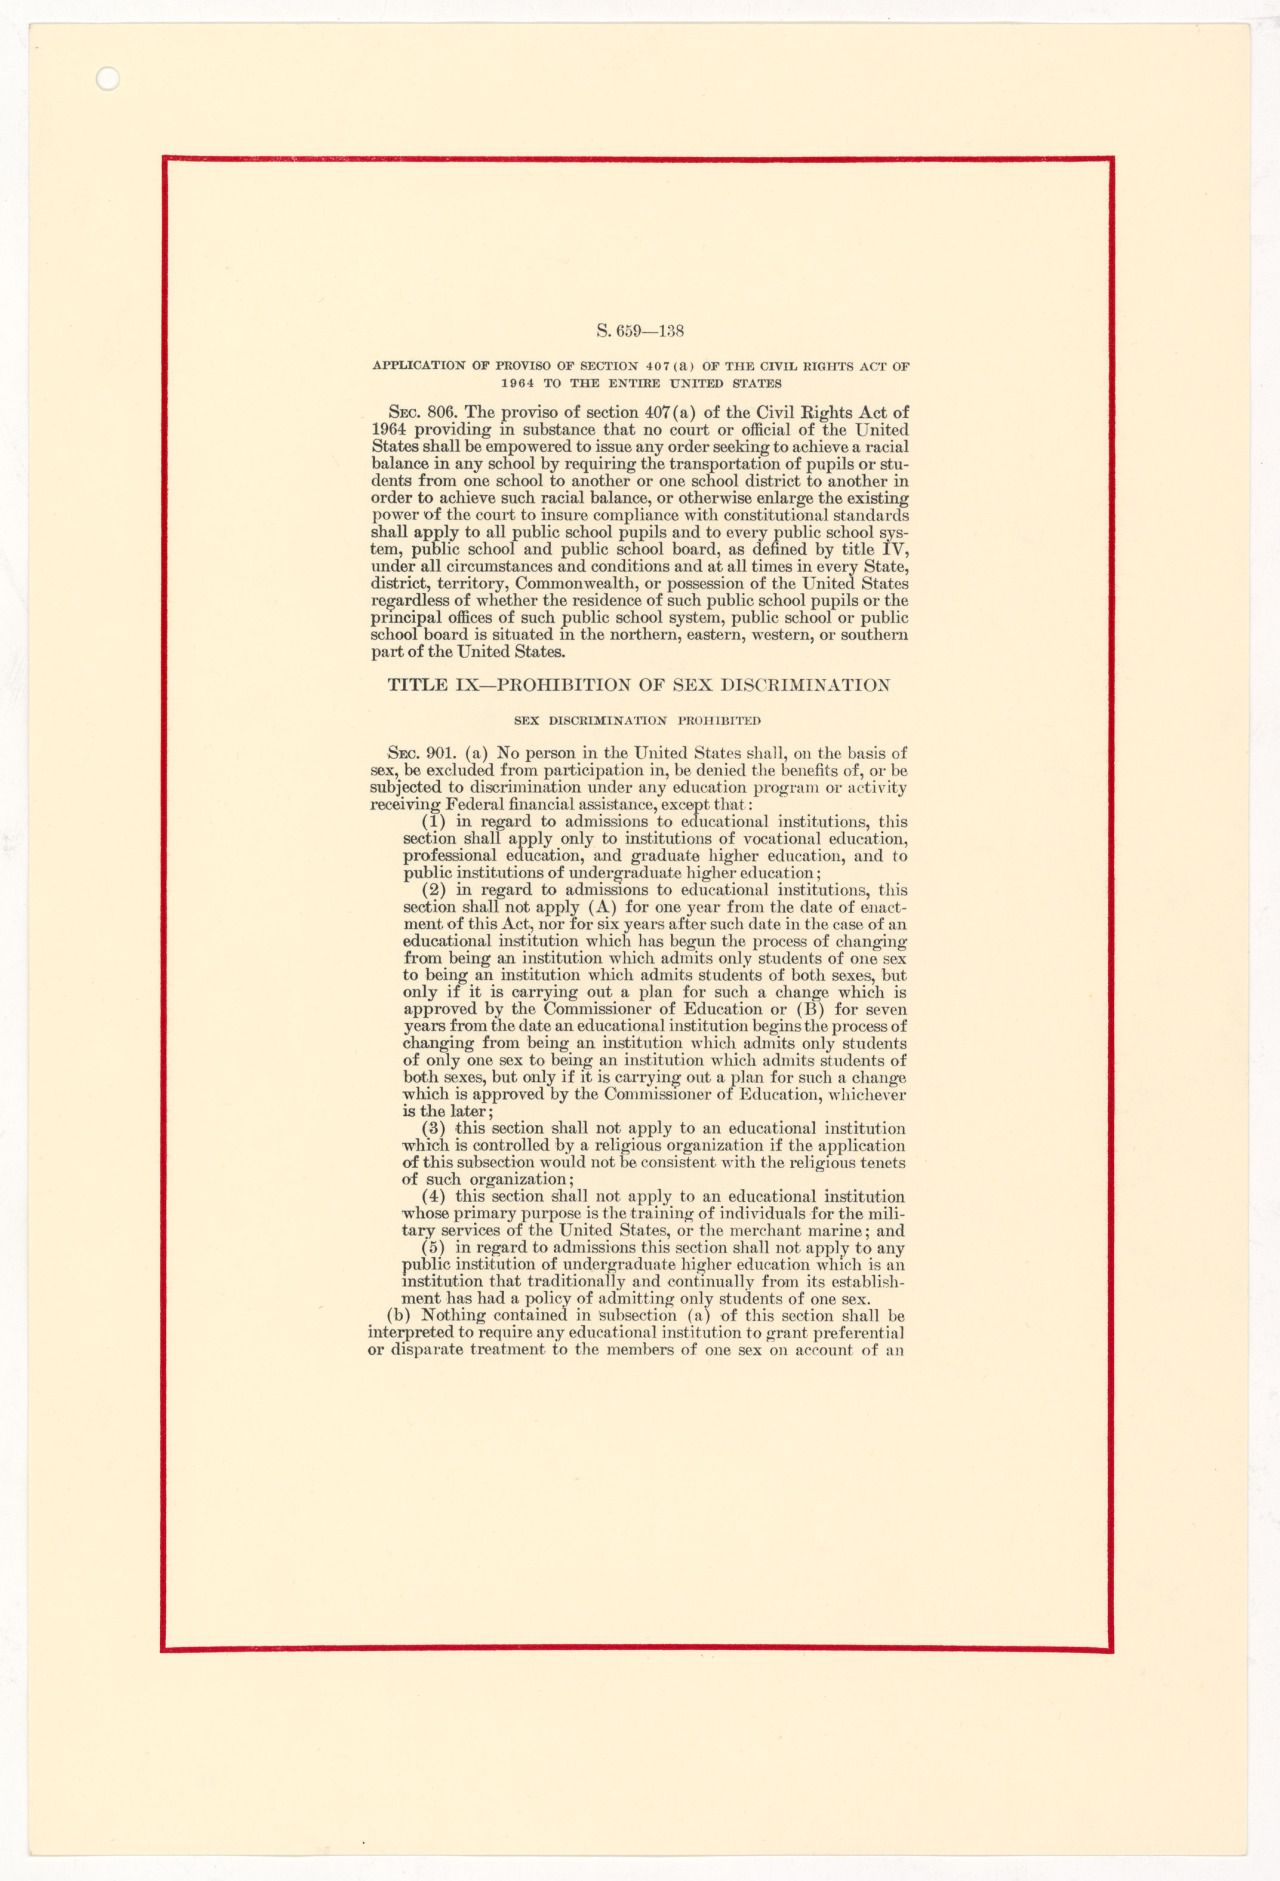 S. 659—138
APPLICATION OF PROVISO OF SECTION 407(a) OF THE CIVIL RIGHTS ACT OF
1964 TO THE ENTIRE UNITED STATES
SEC. 806. The proviso of section 407(a) of the Civil Rights Act of
1964 providing in substance that no court or official of the United
States shall be empowered to issue any order seeking to achieve a racial
balance in any school by requiring the transportation of pupils or stu-
dents from one school to another or one school district to another in
order to achieve such racial balance, or otherwise enlarge the existing
power of the court to insure compliance with constitutional standards
shall apply to all public school pupils and to every public school sys-
tem, public school and public school board, as defined by title IV,
under all circumstances and conditions and at all times in every State,
district, territory, Commonwealth, or possession of the United States
regardless of whether the residence of such public school pupils or the
principal offices of such public school system, public school or public
school board is situated in the northern, eastern, western, or southern
part of the United States.
TITLE IX—PROHIBITION OF SEX DISCRIMINATION
SEX DISCRIMINATION PROHIBITED
SEC. 901. (a) No person in the United States shall, on the basis of
sex, be excluded from participation in, be denied the benefits of, or be
subjected to discrimination under any education program or activity
receiving Federal financial assistance, except that:
(1) in regard to admissions to educational institutions, this
section shall apply only to institutions of vocational education,
professional education, and graduate higher education, and to
public institutions of undergraduate higher education;
(2) in regard to admissions to educational institutions, this
section shall not apply (A) for one year from the date of enact-
ment of this Act, nor for six years after such date in the case of an
educational institution which has begun the process of changing
from being an institution which admits only students of one sex
to being an institution which admits students of both sexes, but
only if it is carrying out a plan for such a change which is
approved by the Commissioner of Education or (B) for seven
years from the date an educational institution begins the process of
changing from being an institution which admits only students
of only one sex to being an institution which admits students of
both sexes, but only if it is carrying out a plan for such a change
which is approved by the Commissioner of Education, whichever
is the later;
(3) this section shall not apply to an educational institution
which is controlled by a religious organization if the application
of this subsection would not be consistent with the religious tenets
of such organization;
(4) this section shall not apply to an educational institution
whose primary purpose is the training of individuals for the mili-
tary services of the United States, or the merchant marine; and
(5) in regard to admissions this section shall not apply to any
public institution of undergraduate higher education which is an
institution that traditionally and continually from its establish-
ment has had a policy of admitting only students of one sex.
(b) Nothing contained in subsection (a) of this section shall be
interpreted to require any educational institution to grant preferential
or disparate treatment to the members of one sex on account of an